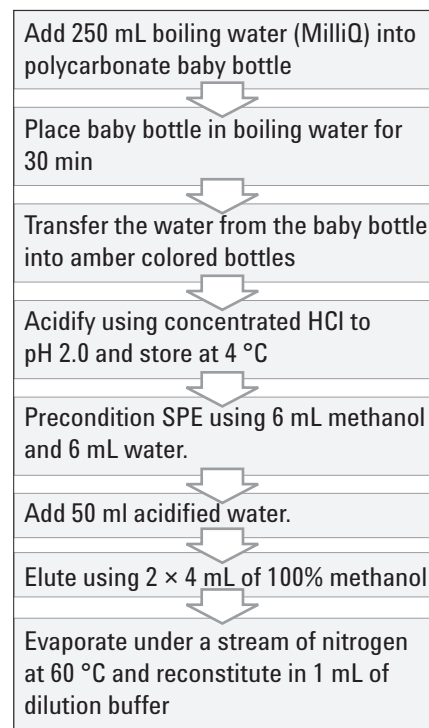 Add 250 mL boiling water (MilliQ) into
polycarbonate baby bottle
Place baby bottle in boiling water for
30 min
Transfer the water from the baby bottle
into amber colored bottles
Acidify using concentrated HCl to
pH 2.0 and store at 4 °C
Precondition SPE using 6 mL methanol
and 6 mL water.
Add 50 ml acidified water.
Elute using 2 × 4 mL of 100% methanol
Evaporate under a stream of nitrogen
at 60 °C and reconstitute in 1 mL of
dilution buffer